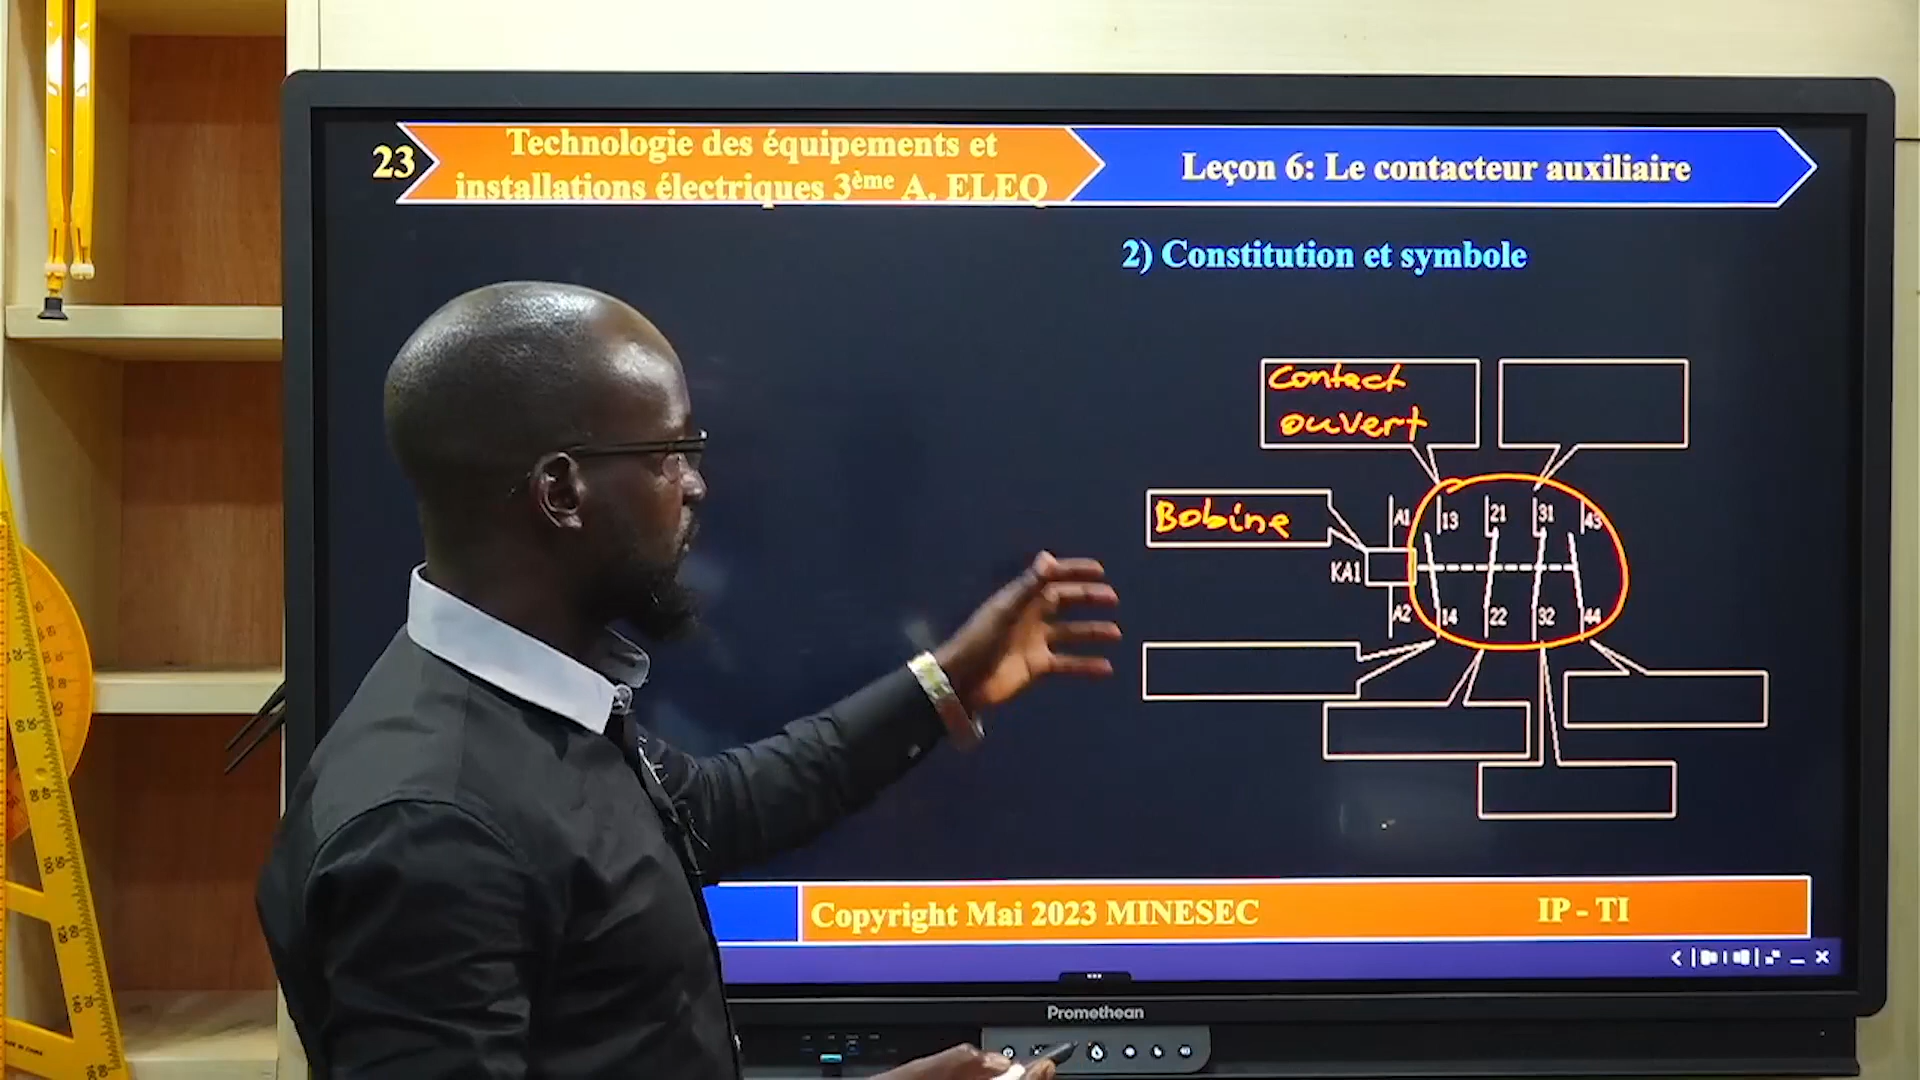 23
Technologie des équipements et
installations électriques 3ème A. ELEQ
Leçon 6: Le contacteur auxiliaire
2) Constitution et symbole
Contact
ouvert
Bobine
A1
13
21
31
43
KA1
A2
14
22
32
44
Copyright Mai 2023 MINESEC
IP - TI
Promethean